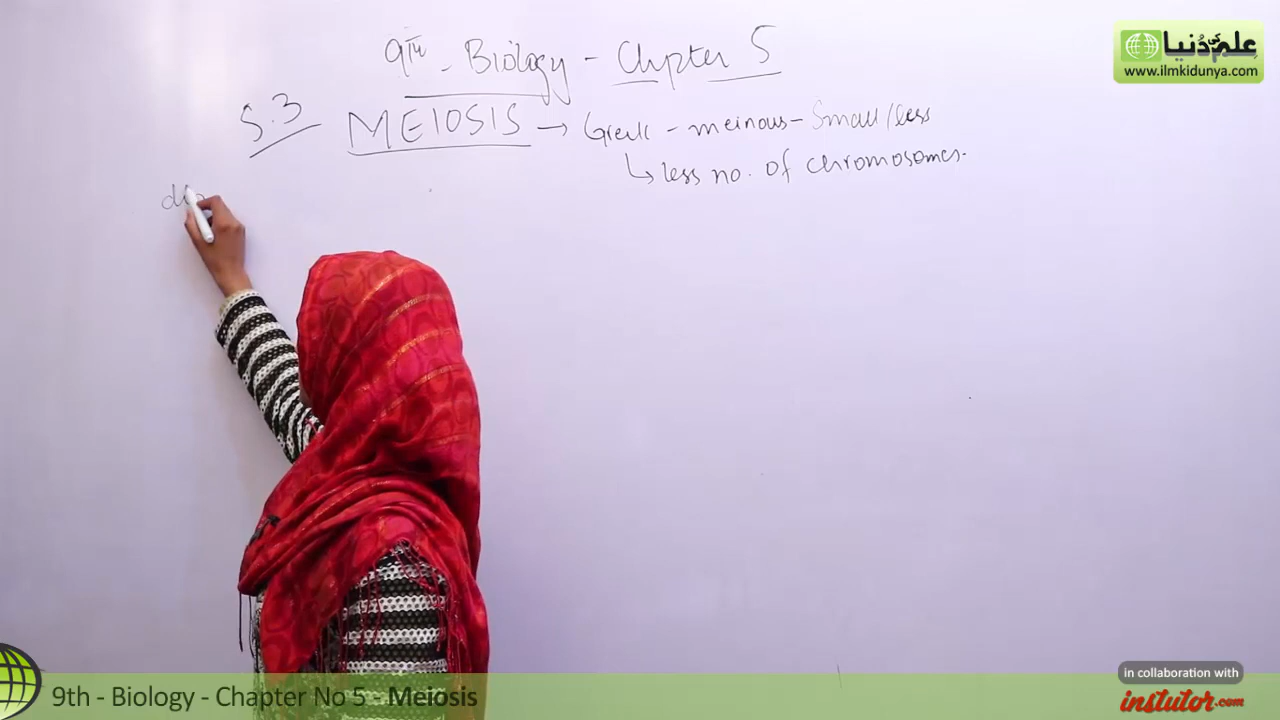 9th - Biology - Chpter 5
5.3 MEIOSIS → Greek - meinous - Small/less
↳ less no. of chromosomes.
علم کی دنیا
www.ilmkidunya.com
9th - Biology - Chapter No 5 - Meiosis
in collaboration with
instutor.com